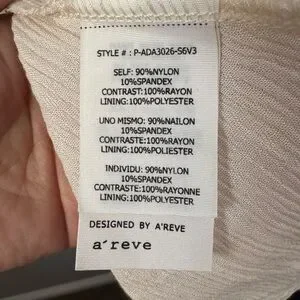 STYLE # : P-ADA3026-S6V3
SELF: 90%NYLON
10%SPANDEX
CONTRAST:100%RAYON
LINING:100%POLYESTER
UNO MISMO: 90%NAILON
10%SPANDEX
CONTRASTE:100%RAYON
LINING:100%POLIESTER
INDIVIDU: 90%NYLON
10%SPANDEX
CONTRASTE:100%RAYONNE
LINING:100%POLYESTER
DESIGNED BY A'REVE
a´reve